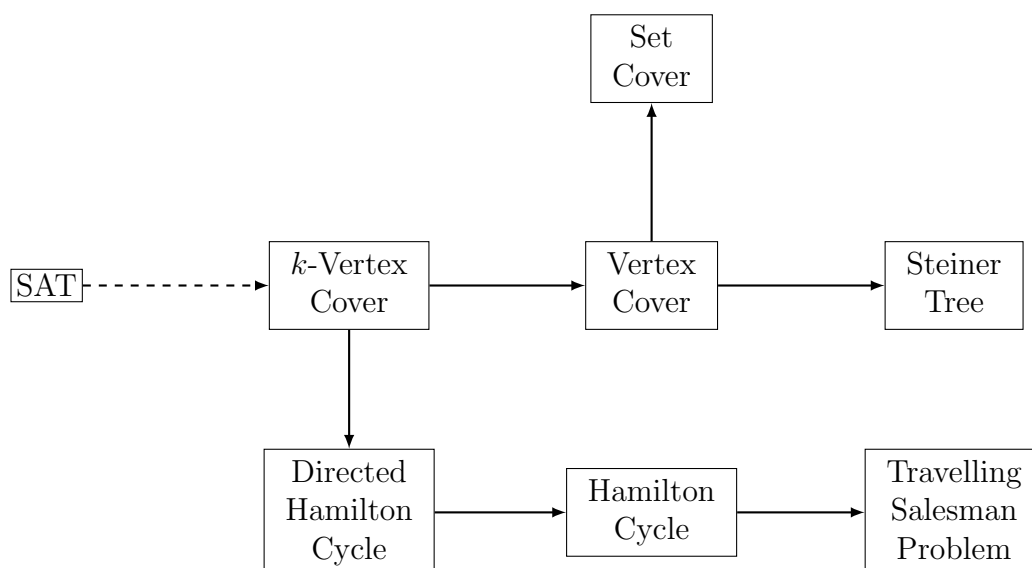 Set
Cover
SAT
k-Vertex
Cover
Vertex
Cover
Steiner
Tree
Directed
Hamilton
Cycle
Hamilton
Cycle
Travelling
Salesman
Problem